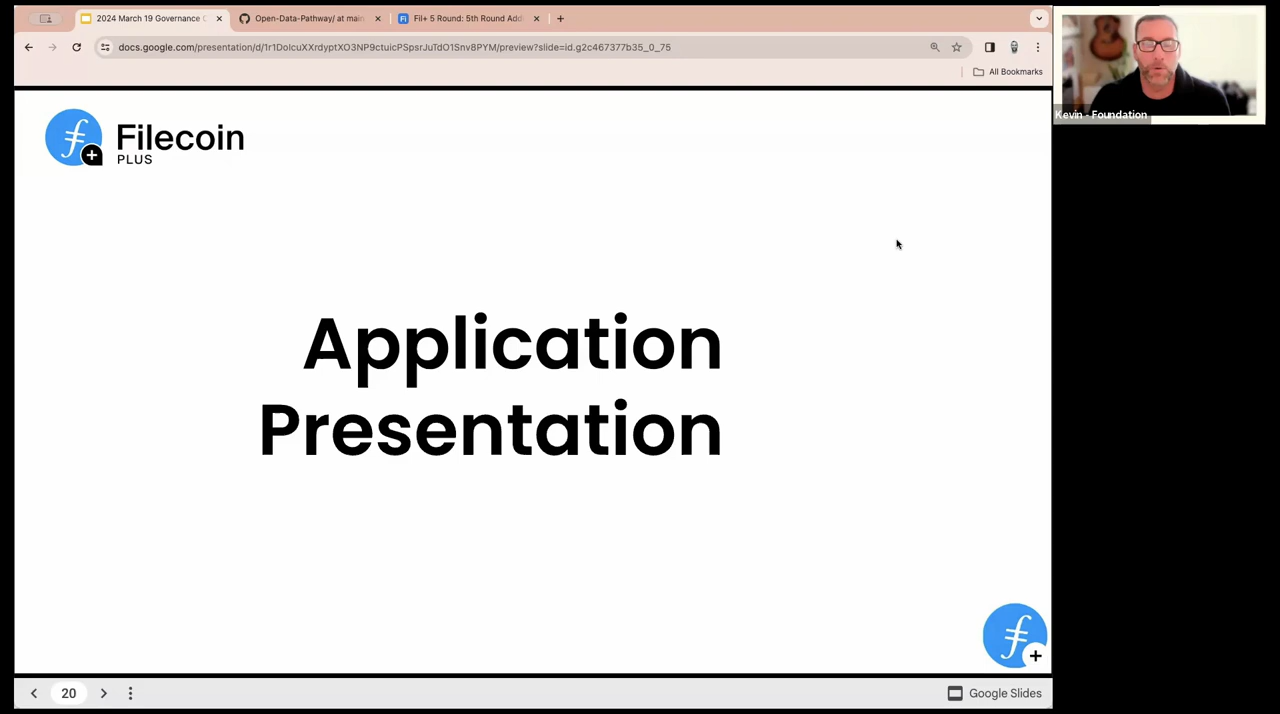 2024 March 19 Governance C
Open-Data-Pathway/ at main
Fil+ 5 Round: 5th Round Add
docs.google.com/presentation/d/1r1DolcuXXrdyptXO3NP9ctuicPSpsrJuTdO1Snv8PYM/preview?slide=id.g2c467377b35_0_75
All Bookmarks
Kevin - Foundation
Filecoin
PLUS
Application
Presentation
20
Google Slides